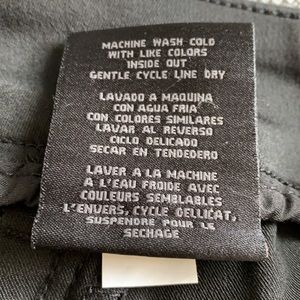 MACHINE WASH COLD
WITH LIKE COLORS
INSIDE OUT
GENTLE CYCLE LINE DRY
LAVADO A MAQUINA
CON AGUA FRIA
CON COLORES SIMILARES
LAVAR AL REVERSO
CICLO DELICADO
SECAR EN TENDEDERO
LAVER A LA MACHINE
A L'EAU FROIDE AVEC
COULEURS SEMBLABLES
L'ENVERS, CYCLE DELLICAT,
SUSPENDRE POUR LE
SECHAGE